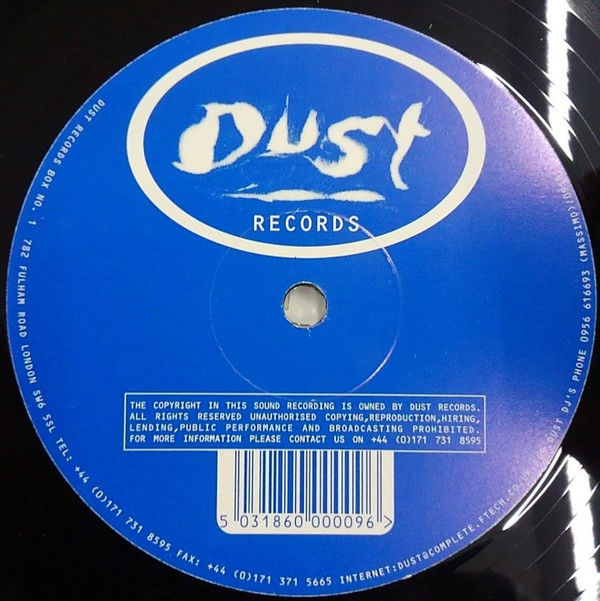 Dust
RECORDS
THE COPYRIGHT IN THIS SOUND RECORDING IS OWNED BY DUST RECORDS.
ALL RIGHTS RESERVED UNAUTHORISED COPYING,REPRODUCTION,HIRING,
LENDING,PUBLIC PERFORMANCE AND BROADCASTING PROHIBITED.
FOR MORE INFORMATION PLEASE CONTACT US ON +44 (0)171 731 8595
5 031860 000096 >
DUST RECORDS BOX NO. 1 782 FULHAM ROAD LONDON SW6 5SL TEL: +44 (0)171 731 8595 FAX: +44 (0)171 371 5665 INTERNET:DUST@COMPLETE.FTECH.CO.UK DUST DJ'S PHONE 0956 616693 (MASSIMO)